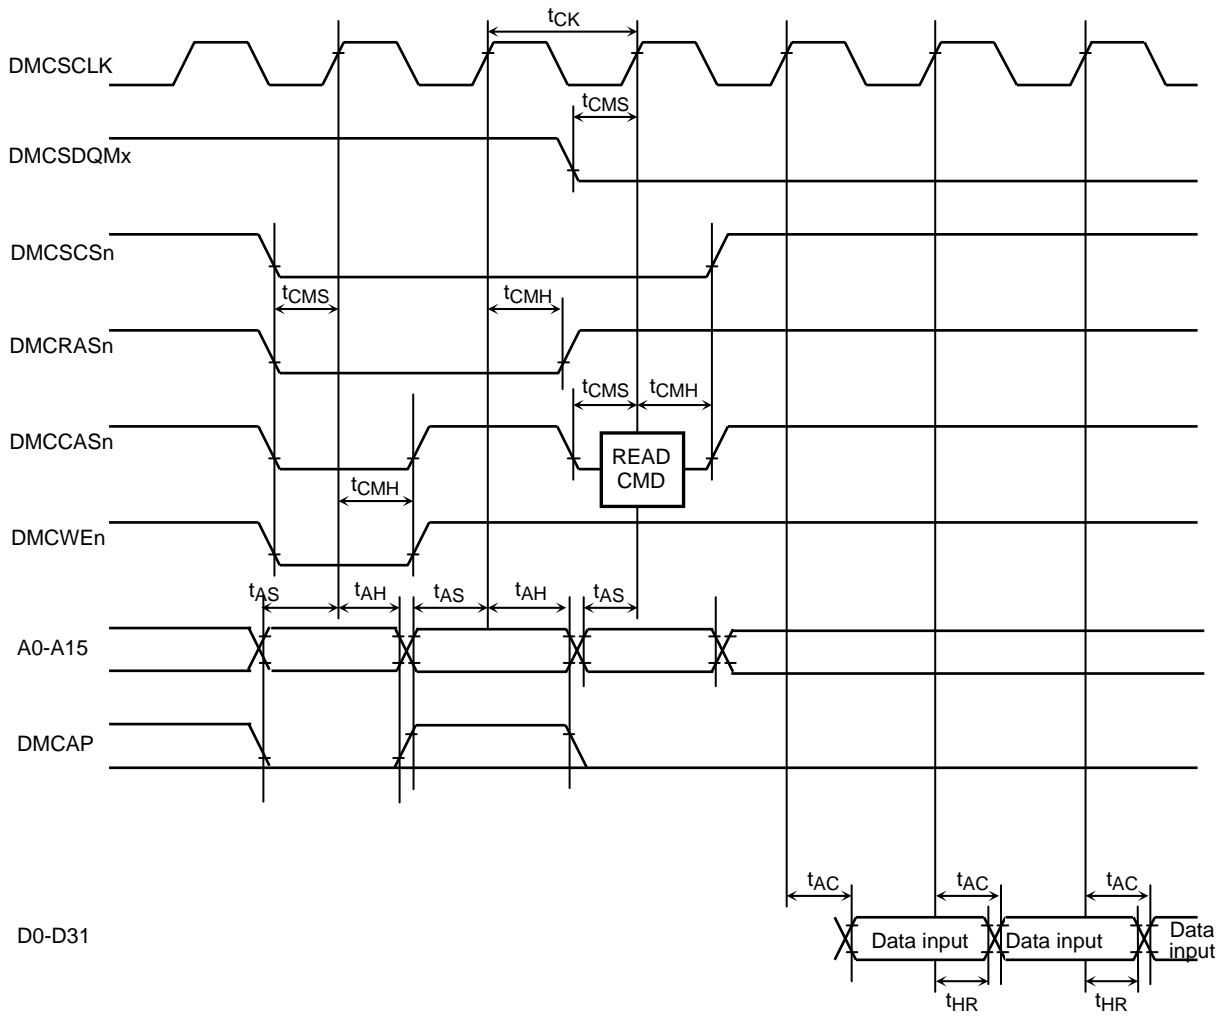 tCK
DMCSCLK
tCMS
DMCSDQMx
DMCSCSn
tCMS
tCMH
DMCRASn
tCMS
tCMH
DMCCASn
READ
CMD
tCMH
DMCWEn
tAS
tAH
tAS
tAH
tAS
A0-A15
DMCAP
tAC
tAC
tAC
D0-D31
Data input
Data input
Data
input
tHR
tHR